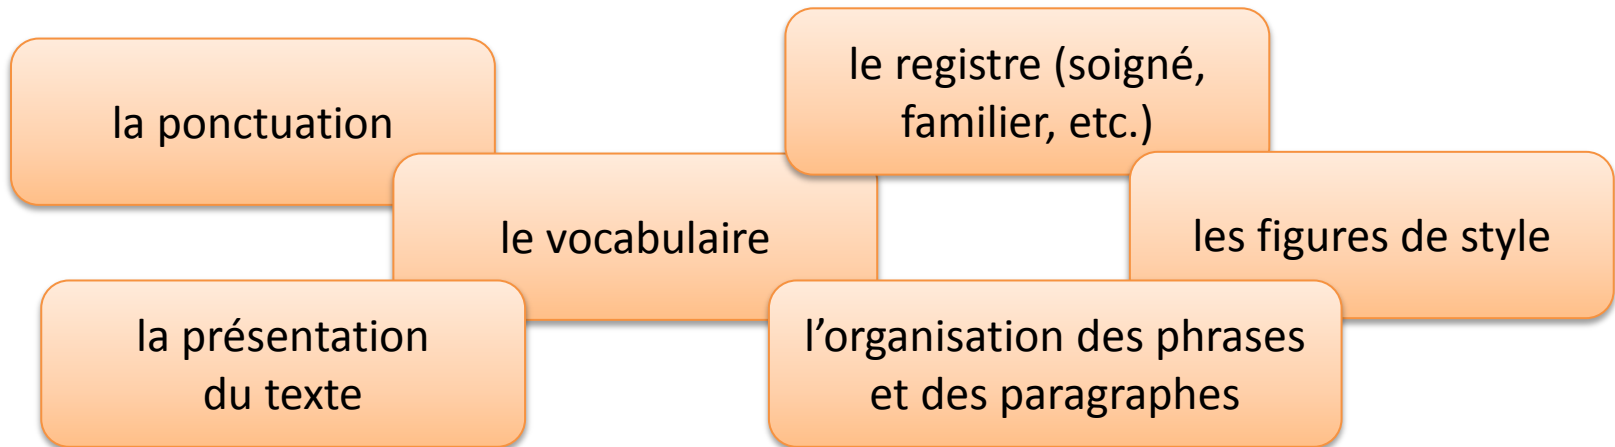 la ponctuation
le registre (soigné,
familier, etc.)
le vocabulaire
les figures de style
la présentation
du texte
l’organisation des phrases
et des paragraphes